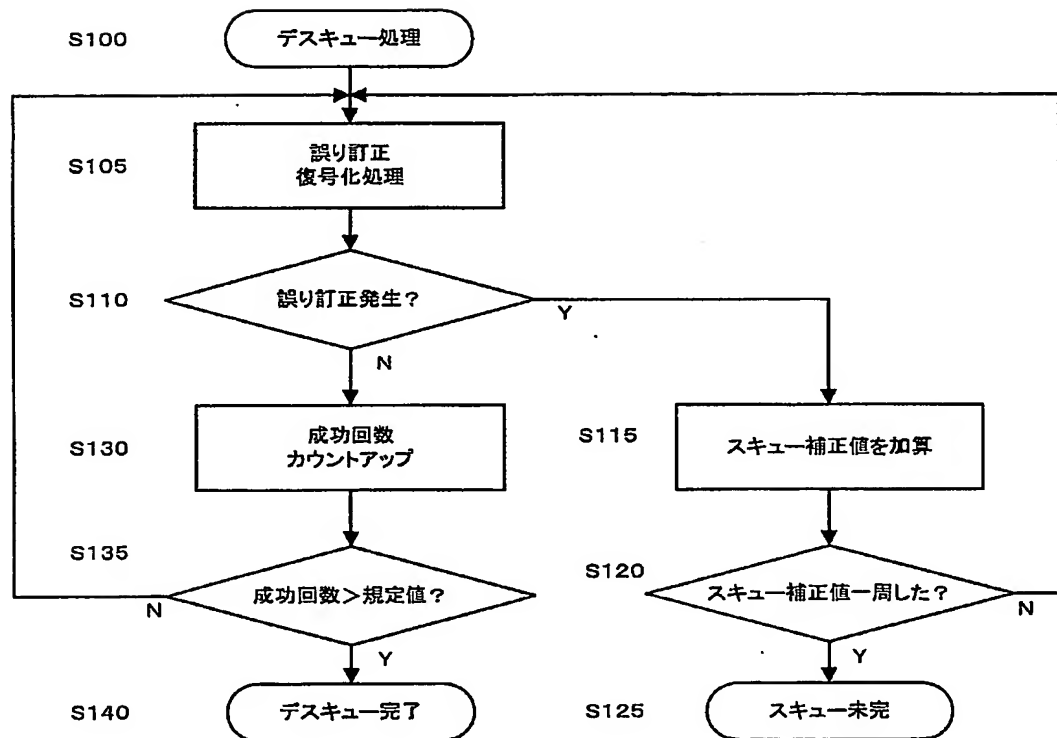 S100
デスキュー処理
S105
誤り訂正
復号化処理
S110
誤り訂正発生?
Y
N
S130
成功回数
カウントアップ
S115
スキュー補正値を加算
S135
成功回数>規定値?
N
Y
S120
スキュー補正値一周した?
N
Y
S140
デスキュー完了
S125
スキュー未完